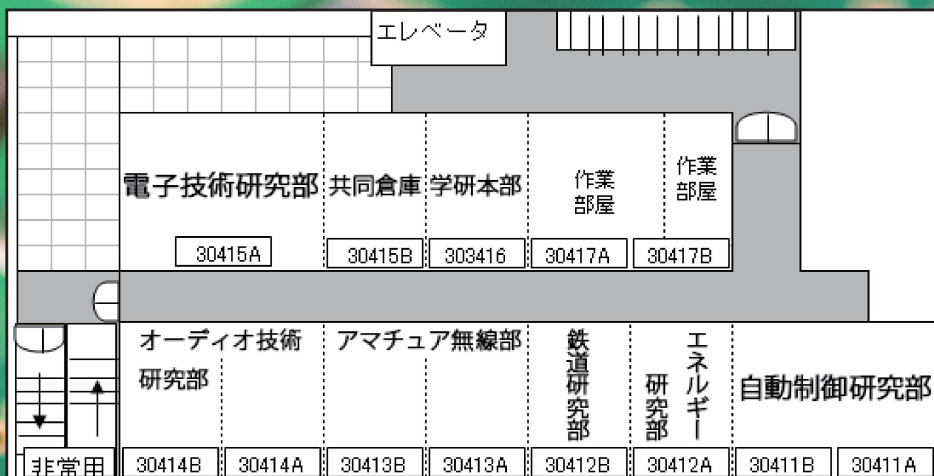 エレベータ
電子技術研究部
共同倉庫
学研本部
作業
部屋
作業
部屋
30415A
30415B
303416
30417A
30417B
オーディオ技術
研究部
アマチュア無線部
鉄道研究部
エネルギー
研究部
自動制御研究部
非常用
30414B
30414A
30413B
30413A
30412B
30412A
30411B
30411A